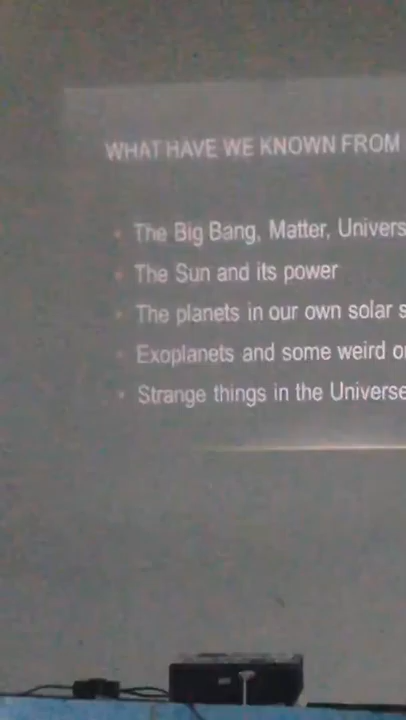 WHAT HAVE WE KNOWN FROM
The Big Bang, Matter, Univers
The Sun and its power
The planets in our own solar s
Exoplanets and some weird o
Strange things in the Universe